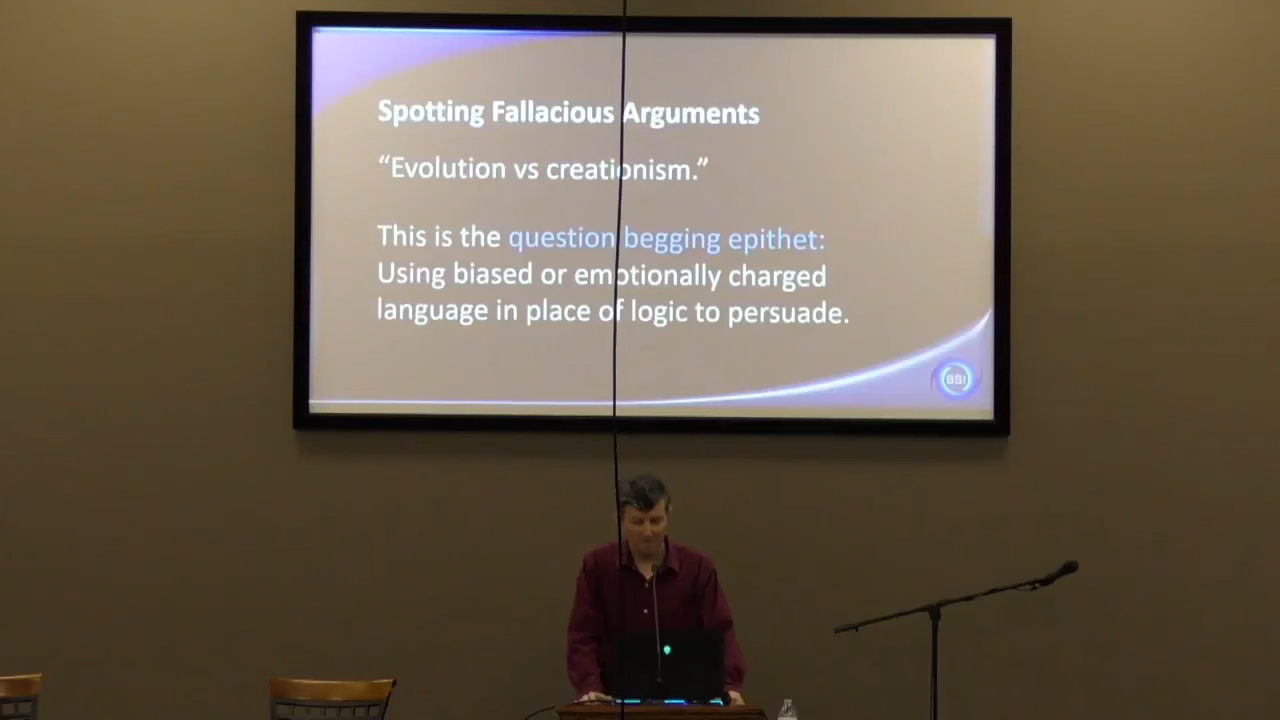 Spotting Fallacious Arguments
“Evolution vs creationism.”
This is the question begging epithet:
Using biased or emotionally charged
language in place of logic to persuade.
BSI